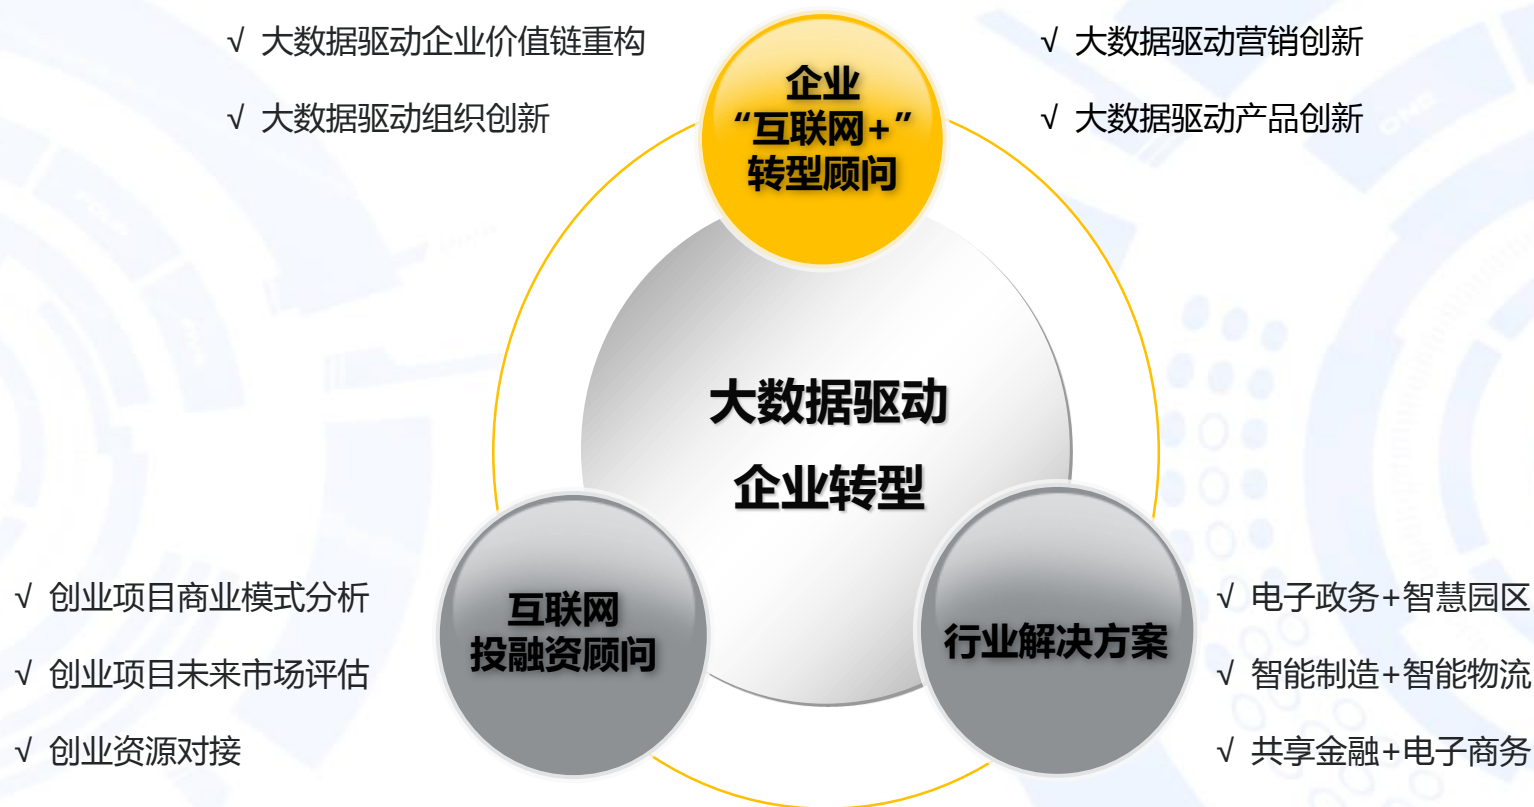 √ 大数据驱动企业价值链重构
√ 大数据驱动组织创新
企业
“互联网+”
转型顾问
√ 大数据驱动营销创新
√ 大数据驱动产品创新
大数据驱动
企业转型
互联网
投融资顾问
√ 创业项目商业模式分析
√ 创业项目未来市场评估
√ 创业资源对接
行业解决方案
√ 电子政务+智慧园区
√ 智能制造+智能物流
√ 共享金融+电子商务